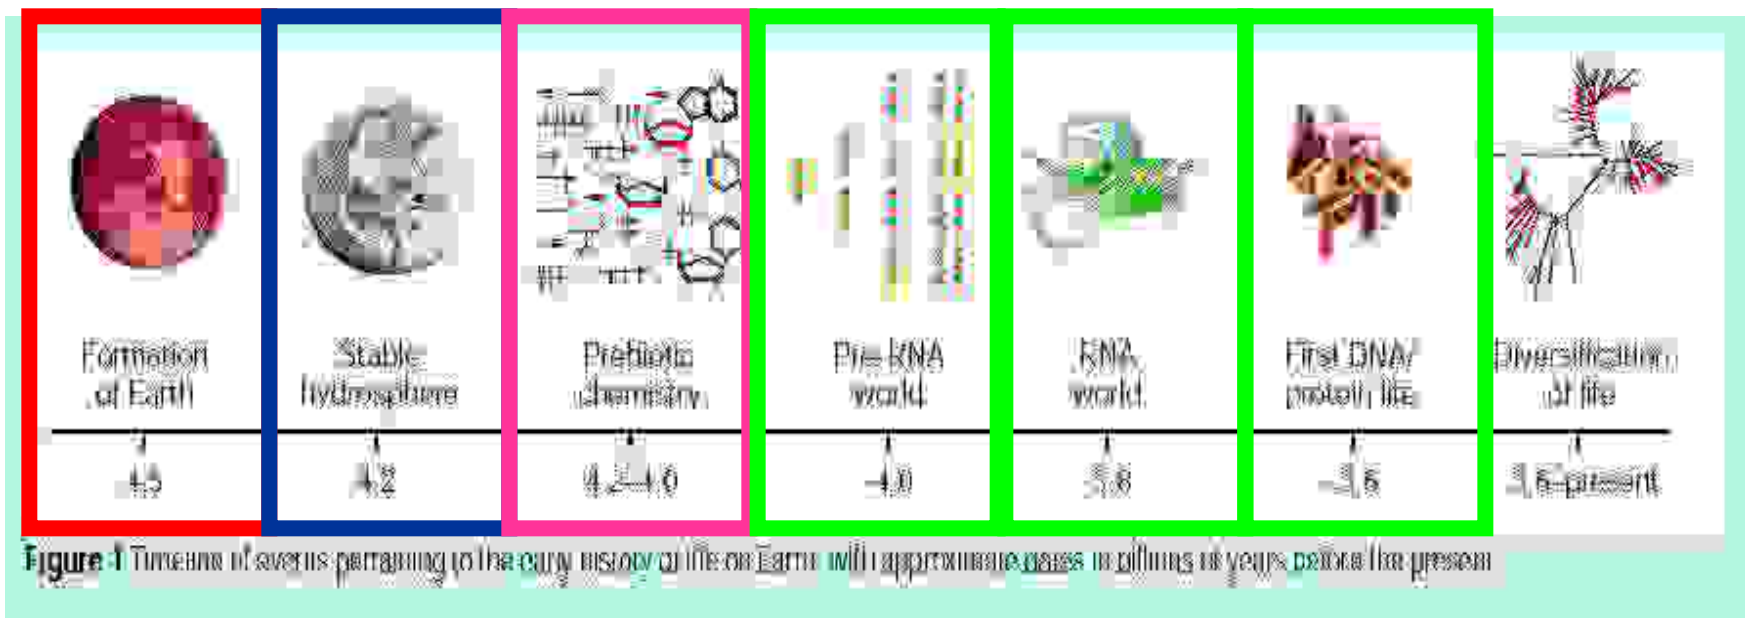 Formation of Earth
Stable hydrosphere
Prebiotic chemistry
Pre-RNA world
RNA world
First DNA/ protein life
Diversification of life
4.5
4.2
4.2–4.0
~4.0
~3.8
~3.6
3.6–present
Figure 1 Timeline of events pertaining to the early history of life on Earth, with approximate dates in billions of years before the present.